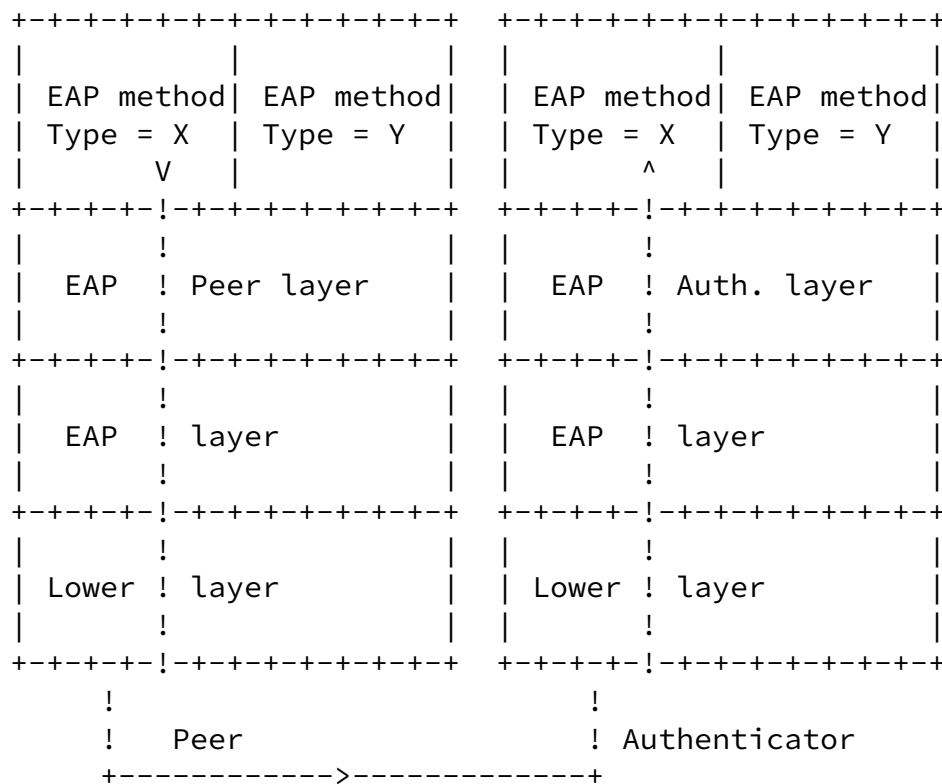 +-+-+-+-+-+-+-+-+-+-+-+-+  +-+-+-+-+-+-+-+-+-+-+-+-+
|           |           |  |           |           |
| EAP method| EAP method|  | EAP method| EAP method|
| Type = X  | Type = Y  |  | Type = X  | Type = Y  |
|       V   |           |  |       ^   |           |
+-+-+-+-!-+-+-+-+-+-+-+-+  +-+-+-+-!-+-+-+-+-+-+-+-+
|       !               |  |       !               |
|  EAP  ! Peer layer    |  |  EAP  ! Auth. layer   |
|       !               |  |       !               |
+-+-+-+-!-+-+-+-+-+-+-+-+  +-+-+-+-!-+-+-+-+-+-+-+-+
|       !               |  |       !               |
|  EAP  ! layer         |  |  EAP  ! layer         |
|       !               |  |       !               |
+-+-+-+-!-+-+-+-+-+-+-+-+  +-+-+-+-!-+-+-+-+-+-+-+-+
|       !               |  |       !               |
| Lower ! layer         |  | Lower ! layer         |
|       !               |  |       !               |
+-+-+-+-!-+-+-+-+-+-+-+-+  +-+-+-+-!-+-+-+-+-+-+-+-+
     !                          !
     !   Peer                   ! Authenticator
     +------------>-------------+